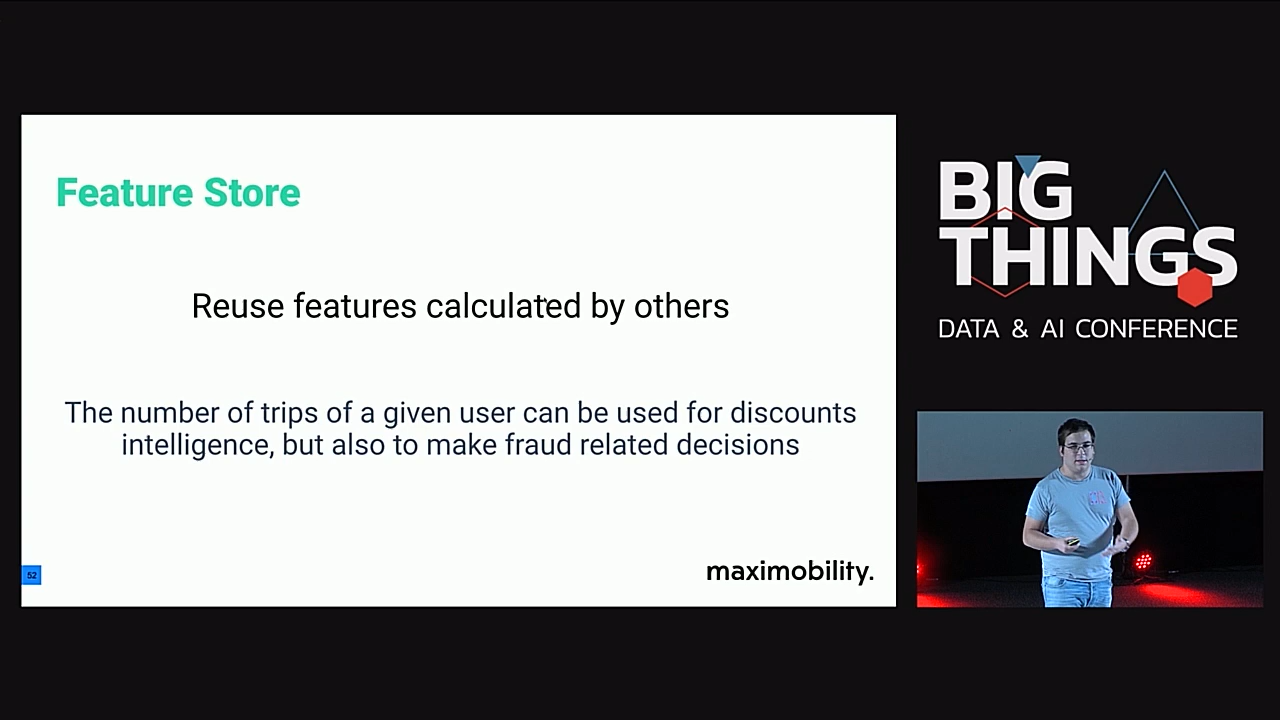 Feature Store
Reuse features calculated by others
The number of trips of a given user can be used for discounts
intelligence, but also to make fraud related decisions
52
maximobility.
BIG
THINGS
DATA & AI CONFERENCE